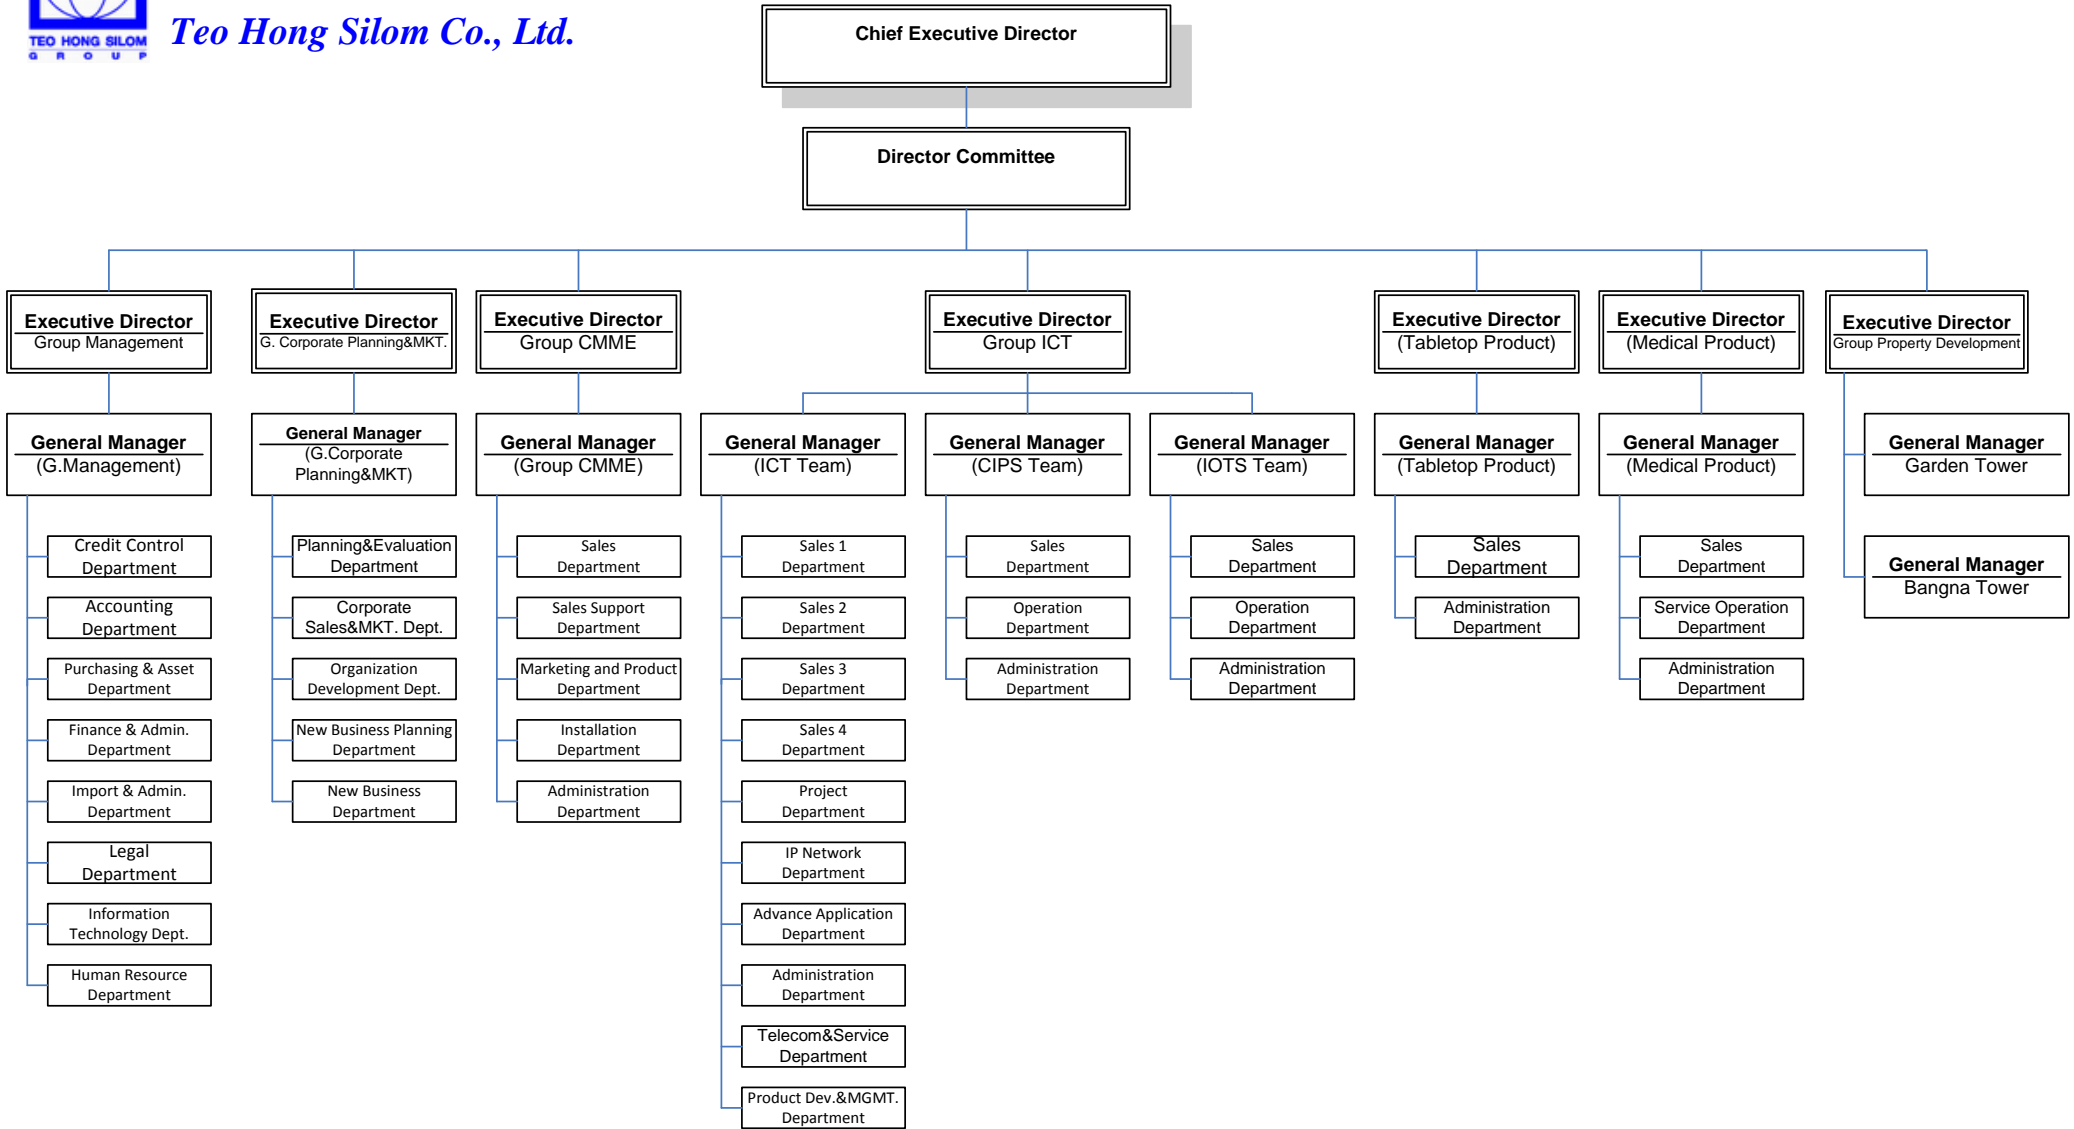 TEO HONG SILOM
GROUP
Teo Hong Silom Co., Ltd.
Chief Executive Director
Director Committee
Executive Director
Group Management
Executive Director
G. Corporate Planning&MKT.
Executive Director
Group CMME
Executive Director
Group ICT
Executive Director
(Tabletop Product)
Executive Director
(Medical Product)
Executive Director
Group Property Development
General Manager
(G.Management)
General Manager
(G.Corporate
Planning&MKT)
General Manager
(Group CMME)
General Manager
(ICT Team)
General Manager
(CIPS Team)
General Manager
(IOTS Team)
General Manager
(Tabletop Product)
General Manager
(Medical Product)
General Manager
Garden Tower
General Manager
Bangna Tower
Credit Control
Department
Accounting
Department
Purchasing & Asset
Department
Finance & Admin.
Department
Import & Admin.
Department
Legal
Department
Information
Technology Dept.
Human Resource
Department
Planning&Evaluation
Department
Corporate
Sales&MKT. Dept.
Organization
Development Dept.
New Business Planning
Department
New Business
Department
Sales
Department
Sales Support
Department
Marketing and Product
Department
Installation
Department
Administration
Department
Sales 1
Department
Sales 2
Department
Sales 3
Department
Sales 4
Department
Project
Department
IP Network
Department
Advance Application
Department
Administration
Department
Telecom&Service
Department
Product Dev.&MGMT.
Department
Sales
Department
Operation
Department
Administration
Department
Sales
Department
Operation
Department
Administration
Department
Sales
Department
Administration
Department
Sales
Department
Service Operation
Department
Administration
Department